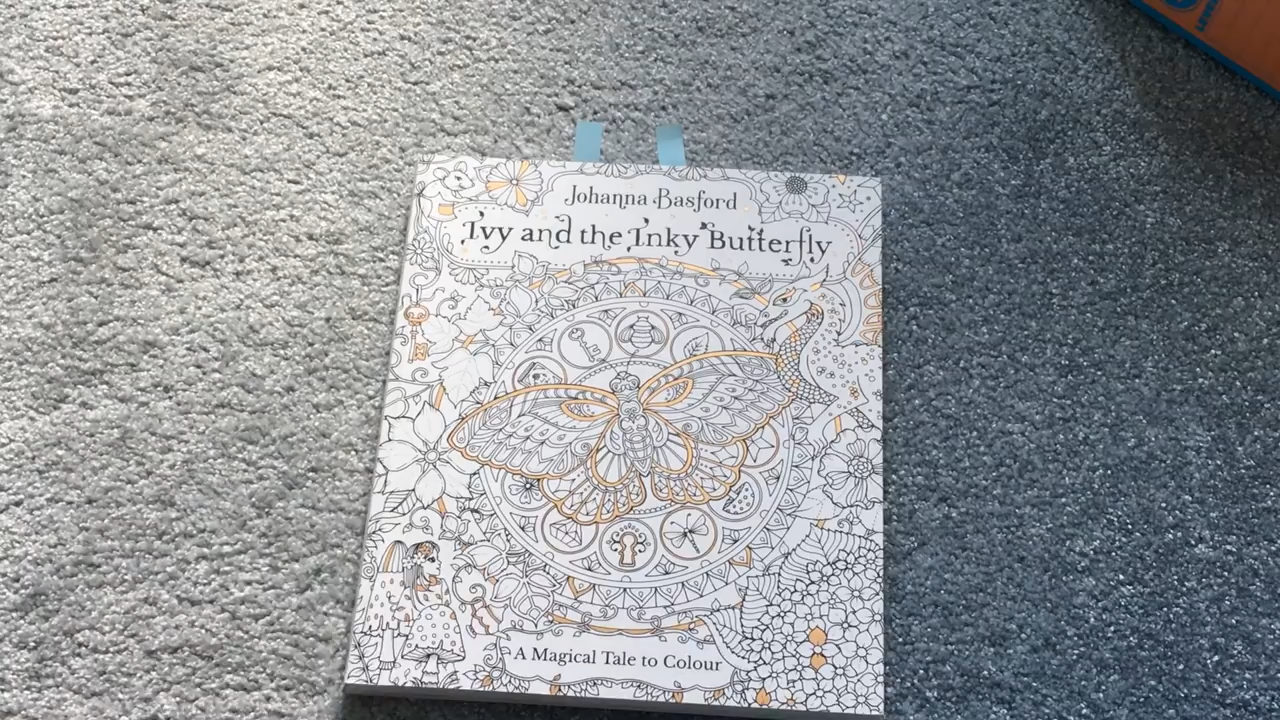 Johanna Basford
Ivy and the Inky Butterfly
A Magical Tale to Colour